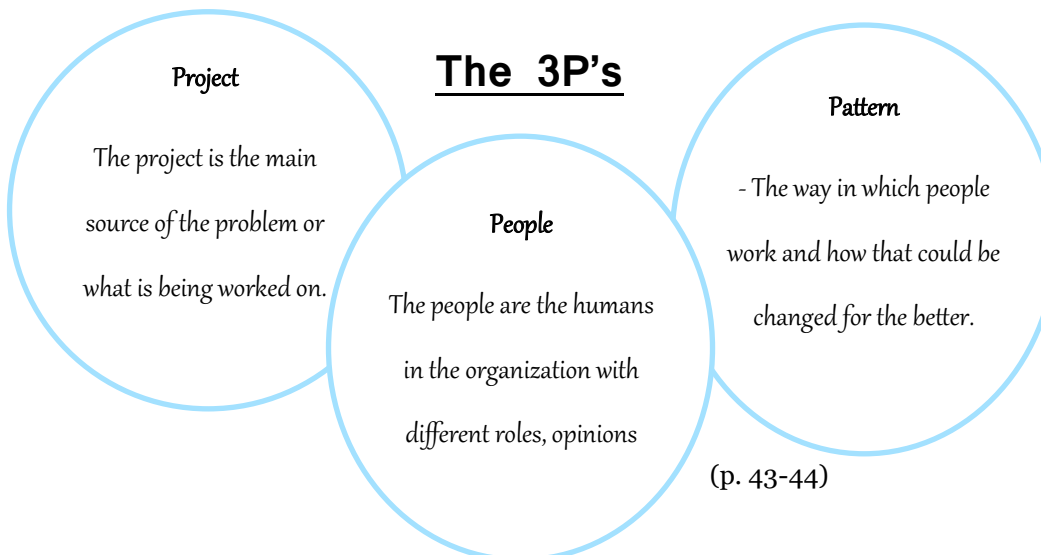 The 3P's
Project
The project is the main
source of the problem or
what is being worked on.
People
The people are the humans
in the organization with
different roles, opinions
Pattern
- The way in which people
work and how that could be
changed for the better.
(p. 43-44)